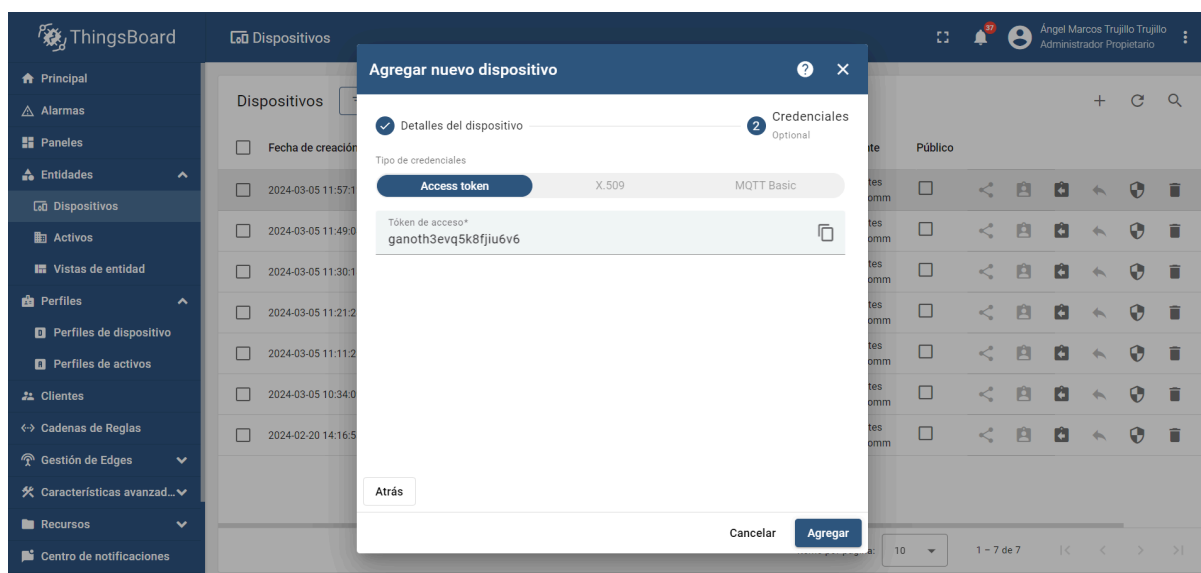 ThingsBoard
Dispositivos
37
Ángel Marcos Trujillo Trujillo
Administrador Propietario
Principal
Alarmas
Paneles
Entidades
Dispositivos
Activos
Vistas de entidad
Perfiles
Perfiles de dispositivo
Perfiles de activos
Clientes
Cadenas de Reglas
Gestión de Edges
Características avanzad...
Recursos
Centro de notificaciones
Dispositivos
Fecha de creación
Público
2024-03-05 11:57:1
2024-03-05 11:49:0
2024-03-05 11:30:1
2024-03-05 11:21:2
2024-03-05 11:11:2
2024-03-05 10:34:0
2024-02-20 14:16:5
Agregar nuevo dispositivo
Detalles del dispositivo
2
Credenciales
Optional
Tipo de credenciales
Access token
X.509
MQTT Basic
Tóken de acceso*
ganoth3evq5k8fjiu6v6
Atrás
Cancelar
Agregar
10
1 – 7 de 7